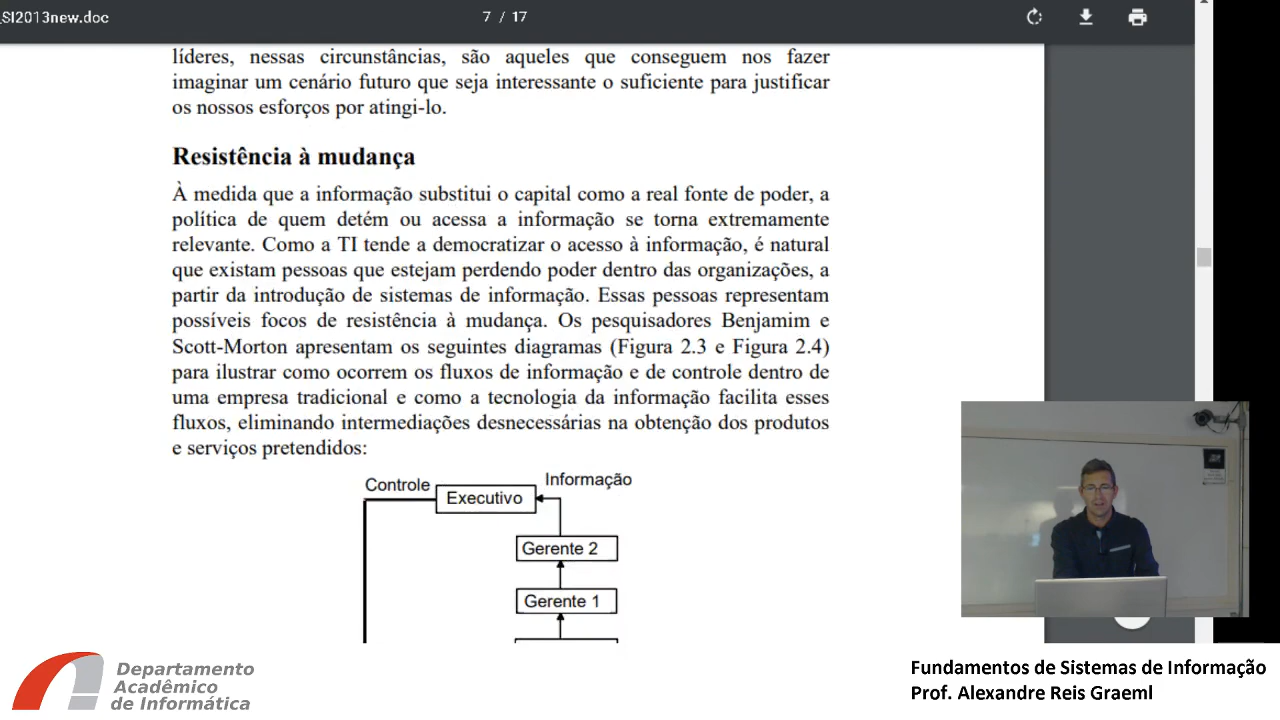 _SI2013new.doc
7 / 17
líderes, nessas circunstâncias, são aqueles que conseguem nos fazer
imaginar um cenário futuro que seja interessante o suficiente para justificar
os nossos esforços por atingi-lo.
Resistência à mudança
À medida que a informação substitui o capital como a real fonte de poder, a
política de quem detém ou acessa a informação se torna extremamente
relevante. Como a TI tende a democratizar o acesso à informação, é natural
que existam pessoas que estejam perdendo poder dentro das organizações, a
partir da introdução de sistemas de informação. Essas pessoas representam
possíveis focos de resistência à mudança. Os pesquisadores Benjamim e
Scott-Morton apresentam os seguintes diagramas (Figura 2.3 e Figura 2.4)
para ilustrar como ocorrem os fluxos de informação e de controle dentro de
uma empresa tradicional e como a tecnologia da informação facilita esses
fluxos, eliminando intermediações desnecessárias na obtenção dos produtos
e serviços pretendidos:
Controle
Informação
Executivo
Gerente 2
Gerente 1
Departamento
Acadêmico
de Informática
Fundamentos de Sistemas de Informação
Prof. Alexandre Reis Graeml